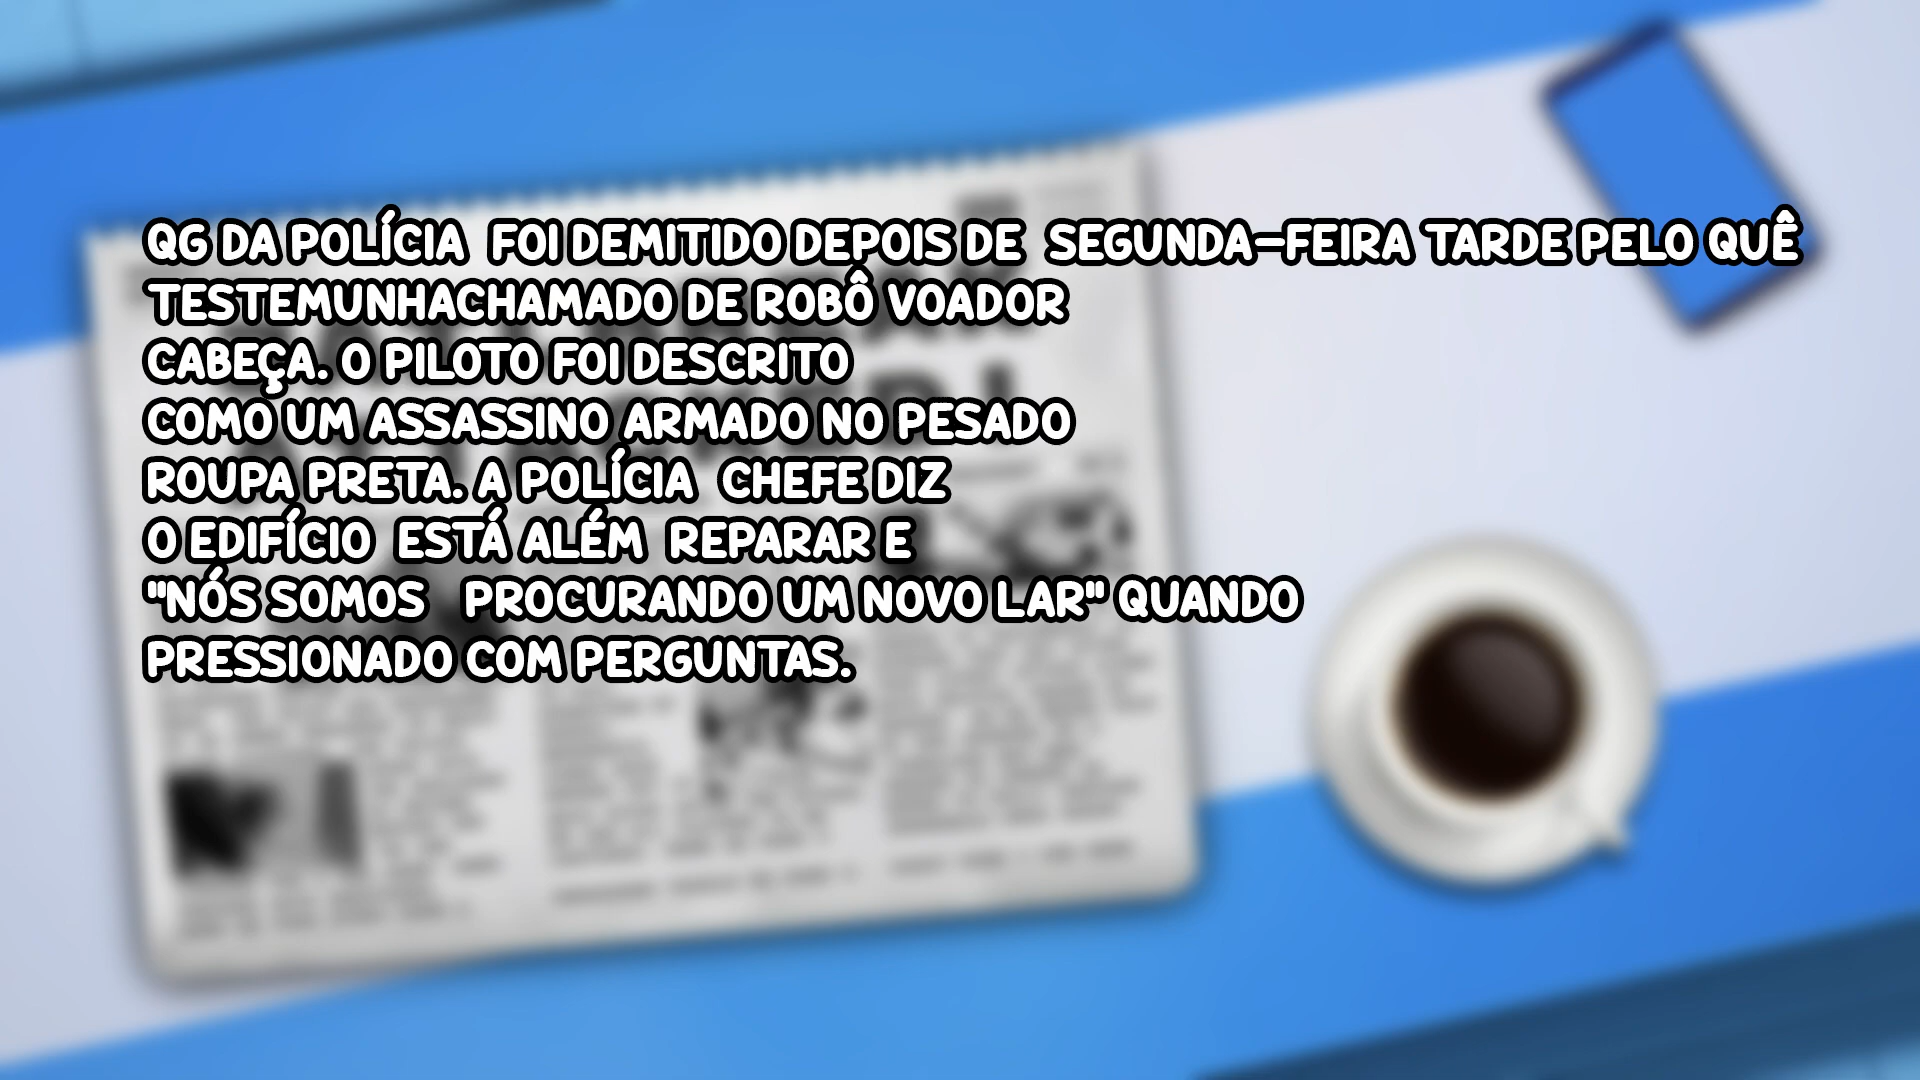 QG DA POLÍCIA FOI DEMITIDO DEPOIS DE SEGUNDA-FEIRA TARDE PELO QUÊ
TESTEMUNHACHAMADO DE ROBÔ VOADOR
CABEÇA. O PILOTO FOI DESCRITO
COMO UM ASSASSINO ARMADO NO PESADO
ROUPA PRETA. A POLÍCIA CHEFE DIZ
O EDIFÍCIO ESTÁ ALÉM REPARAR E
"NÓS SOMOS PROCURANDO UM NOVO LAR" QUANDO
PRESSIONADO COM PERGUNTAS.